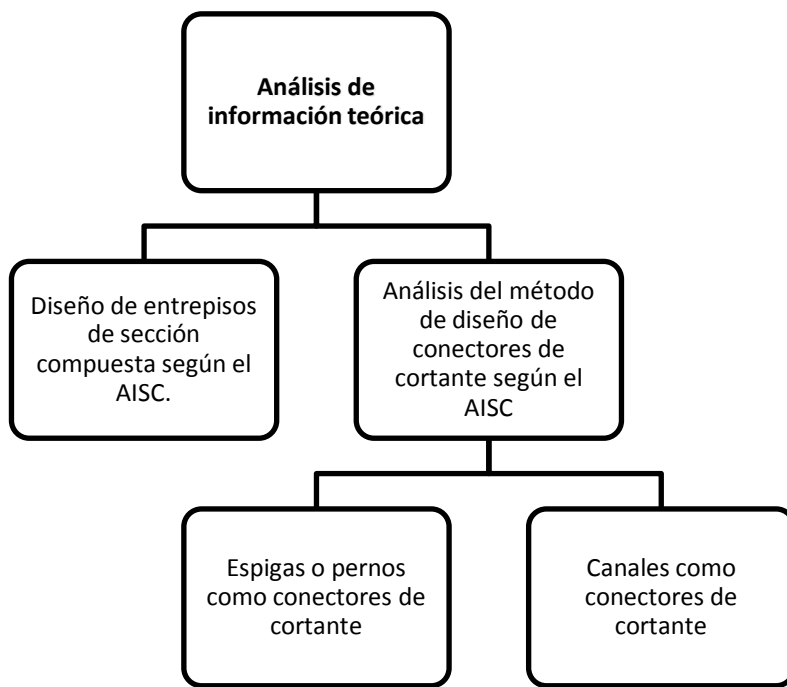 Análisis de
información teórica
Diseño de entrepisos
de sección
compuesta según el
AISC.
Análisis del método
de diseño de
conectores de
cortante según el
AISC
Espigas o pernos
como conectores de
cortante
Canales como
conectores de
cortante